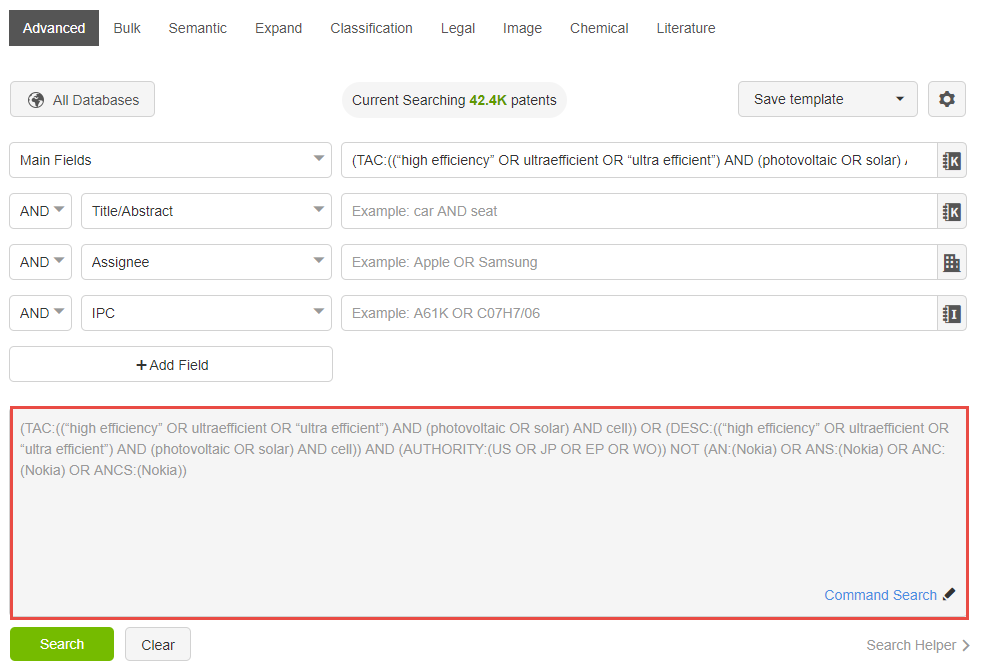 Advanced Bulk Semantic Expand Classification Legal Image Chemical Literature
All Databases Current Searching 42.4K patents Save template
Main Fields (TAC:((“high efficiency” OR ultraefficient OR “ultra efficient”) AND (photovoltaic OR solar)
AND Title/Abstract Example: car AND seat K
AND Assignee Example: Apple OR Samsung
AND IPC Example: A61K OR C07H7/06 I
+ Add Field
(TAC:((“high efficiency” OR ultraefficient OR “ultra efficient”) AND (photovoltaic OR solar) AND cell)) OR (DESC:((“high efficiency” OR ultraefficient OR
“ultra efficient”) AND (photovoltaic OR solar) AND cell)) AND (AUTHORITY:(US OR JP OR EP OR WO)) NOT (AN:(Nokia) OR ANS:(Nokia) OR ANC:
(Nokia) OR ANCS:(Nokia))
Command Search
Search Clear Search Helper